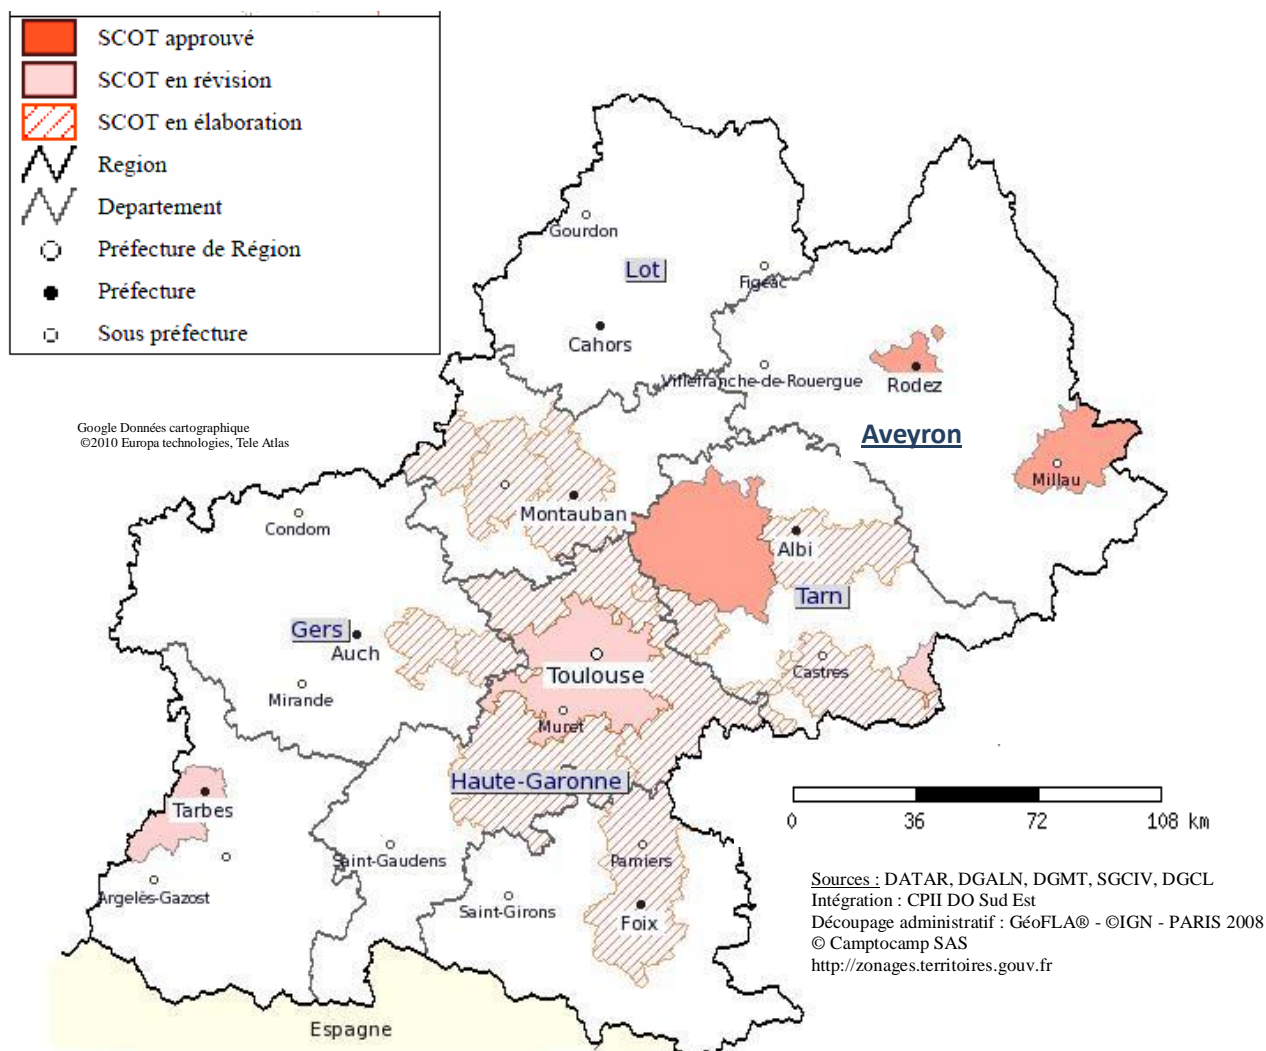 SCOT approuvé
SCOT en révision
SCOT en élaboration
Region
Departement
Préfecture de Région
Préfecture
Sous préfecture
Google Données cartographique
©2010 Europa technologies, Tele Atlas
Gourdon
Lot
Figeac
Cahors
Villefranche-de-Rouergue
Rodez
Aveyron
Millau
Condom
Montauban
Albi
Tarn
Gers
Auch
Toulouse
Castres
Mirande
Muret
Haute-Garonne
Tarbes
0 36 72 108 km
Saint-Gaudens
Pamiers
Argelès-Gazost
Saint-Girons
Foix
Sources : DATAR, DGALN, DGMT, SGCIV, DGCL
Intégration : CPII DO Sud Est
Découpage administratif : GéoFLA® - ©IGN - PARIS 2008
© Camptocamp SAS
http://zonages.territoires.gouv.fr
Espagne